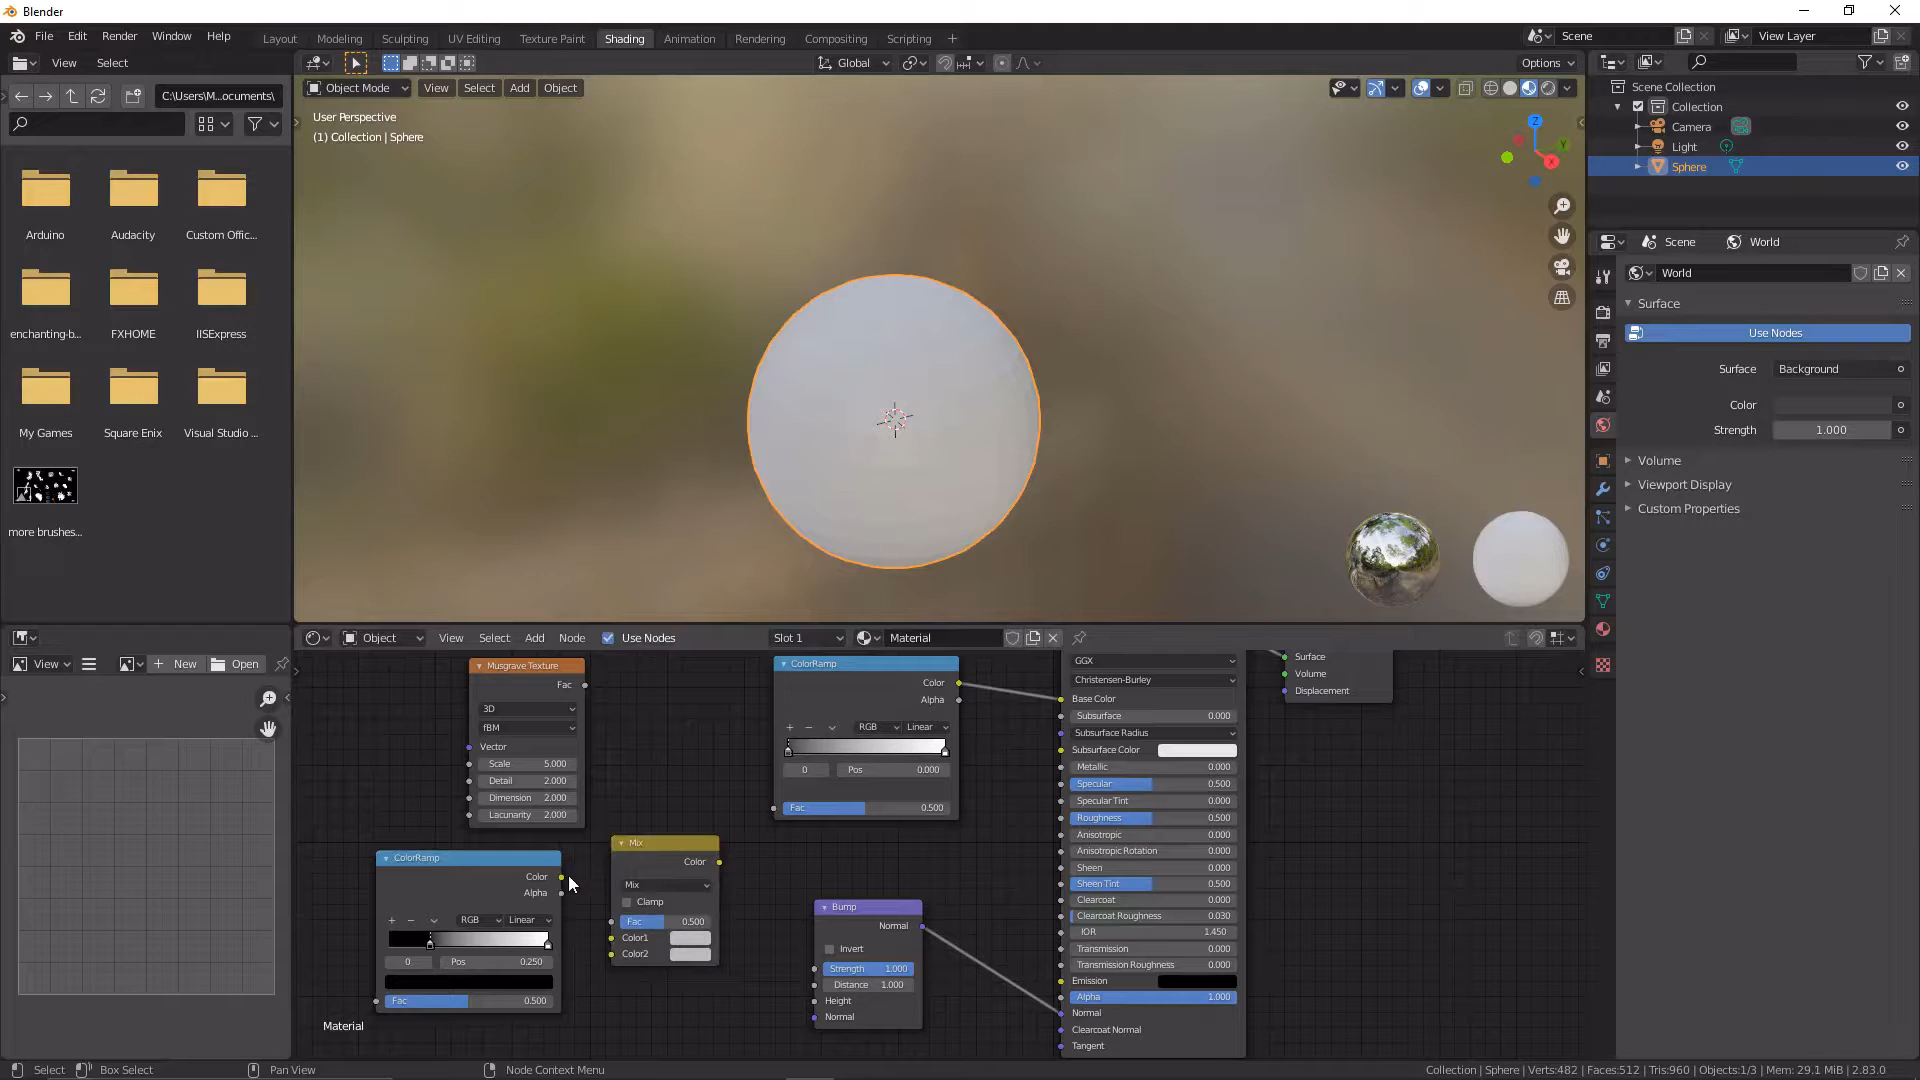 Blender
File Edit Render Window Help
Layout Modeling Sculpting UV Editing Texture Paint Shading Animation Rendering Compositing Scripting
Scene
View Layer
View Select
Global
Options
C:\Users\M...ocuments\
Object Mode View Select Add Object
User Perspective
(1) Collection | Sphere
Z
Y
X
Arduino
Audacity
Custom Offic...
enchanting-b...
FXHOME
IISExpress
My Games
Square Enix
Visual Studio ...
more brushes...
Scene Collection
Collection
Camera
Light
Sphere
Scene World
World
Surface
Use Nodes
Surface Background
Color
Strength 1.000
Volume
Viewport Display
Custom Properties
View New Open
Object View Select Add Node Use Nodes Slot 1 Material
Musgrave Texture
Fac
3D
fBM
Vector
Scale 5.000
Detail 2.000
Dimension 2.000
Lacunarity 2.000
ColorRamp
Color
Alpha
RGB Linear
0 Pos 0.250
Fac 0.500
Mix
Color
Mix
Clamp
Fac 0.500
Color1
Color2
ColorRamp
Color
Alpha
RGB Linear
0 Pos 0.000
Fac 0.500
Bump
Normal
Invert
Strength 1.000
Distance 1.000
Height
Normal
GGX
Christensen-Burley
Base Color
Subsurface 0.000
Subsurface Radius
Subsurface Color
Metallic 0.000
Specular 0.500
Specular Tint 0.000
Roughness 0.500
Anisotropic 0.000
Anisotropic Rotation 0.000
Sheen 0.000
Sheen Tint 0.500
Clearcoat 0.000
Clearcoat Roughness 0.030
IOR 1.450
Transmission 0.000
Transmission Roughness 0.000
Emission
Alpha 1.000
Normal
Clearcoat Normal
Tangent
Surface
Volume
Displacement
Material
Select Box Select Pan View Node Context Menu
Collection | Sphere | Verts:482 | Faces:512 | Tris:960 | Objects:1/3 | Mem: 29.1 MiB | 2.83.0